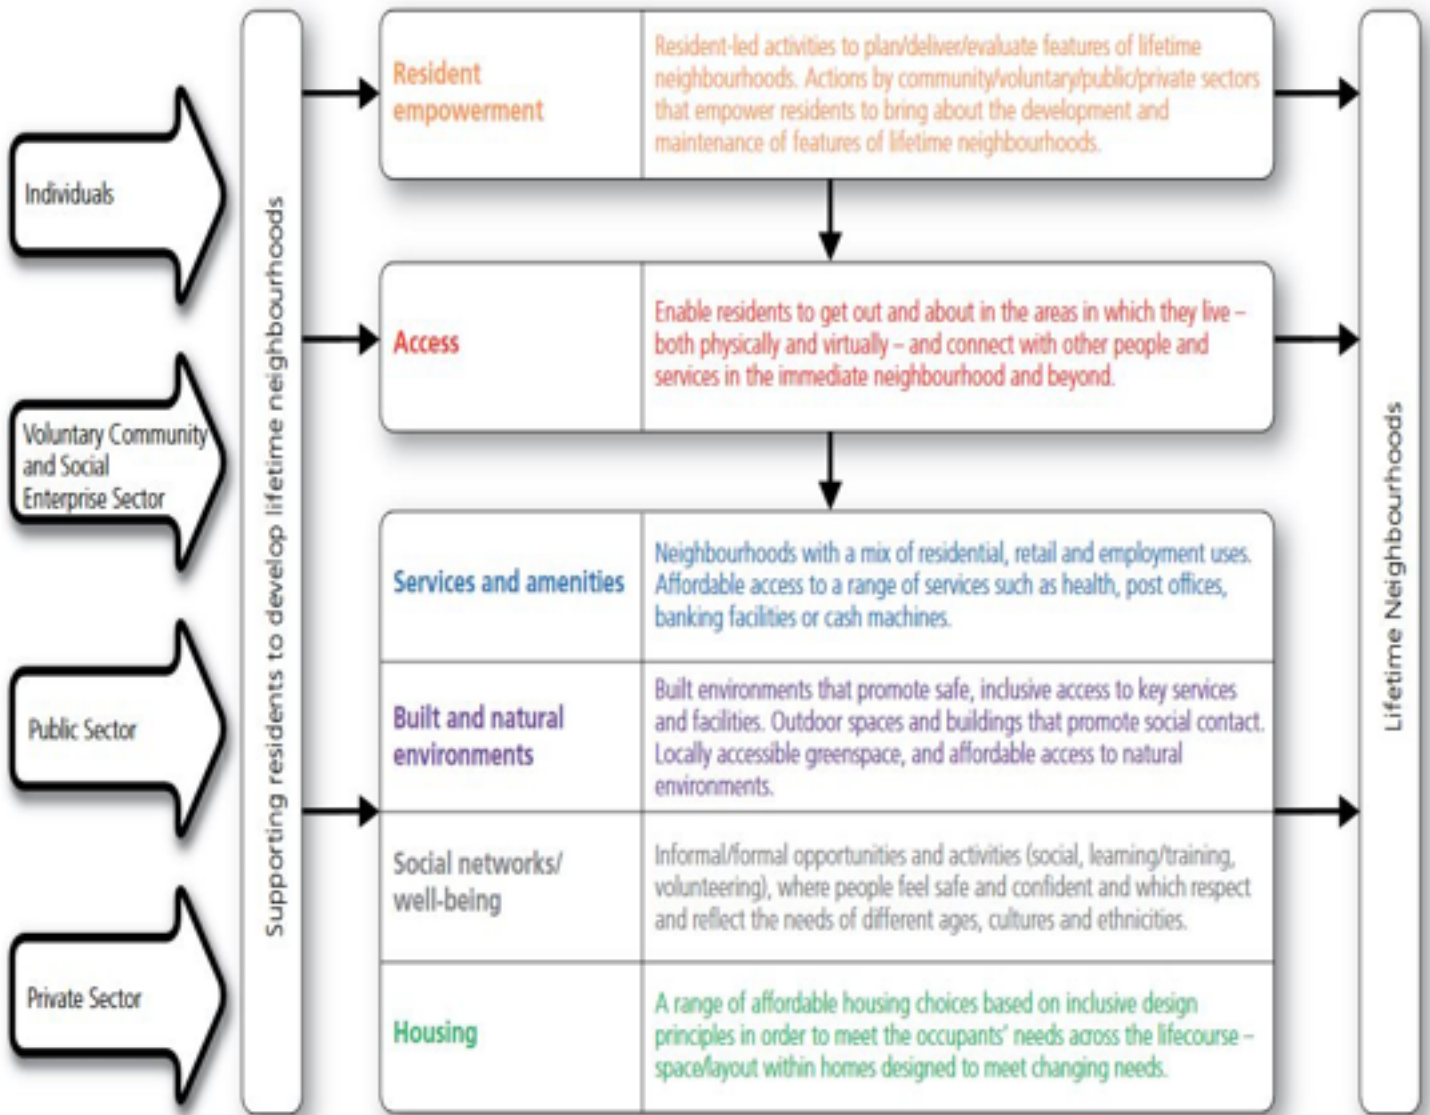 Individuals
Voluntary Community
and Social
Enterprise Sector
Public Sector
Private Sector
Supporting residents to develop lifetime neighbourhoods
Resident
empowerment
Resident-led activities to plan/deliver/evaluate features of lifetime
neighbourhoods. Actions by community/voluntary/public/private sectors
that empower residents to bring about the development and
maintenance of features of lifetime neighbourhoods.
Access
Enable residents to get out and about in the areas in which they live –
both physically and virtually – and connect with other people and
services in the immediate neighbourhood and beyond.
Services and amenities
Neighbourhoods with a mix of residential, retail and employment uses.
Affordable access to a range of services such as health, post offices,
banking facilities or cash machines.
Built and natural
environments
Built environments that promote safe, inclusive access to key services
and facilities. Outdoor spaces and buildings that promote social contact.
Locally accessible greenspace, and affordable access to natural
environments.
Social networks/
well-being
Informal/formal opportunities and activities (social, learning/training,
volunteering), where people feel safe and confident and which respect
and reflect the needs of different ages, cultures and ethnicities.
Housing
A range of affordable housing choices based on inclusive design
principles in order to meet the occupants’ needs across the lifecourse –
space/layout within homes designed to meet changing needs.
Lifetime Neighbourhoods